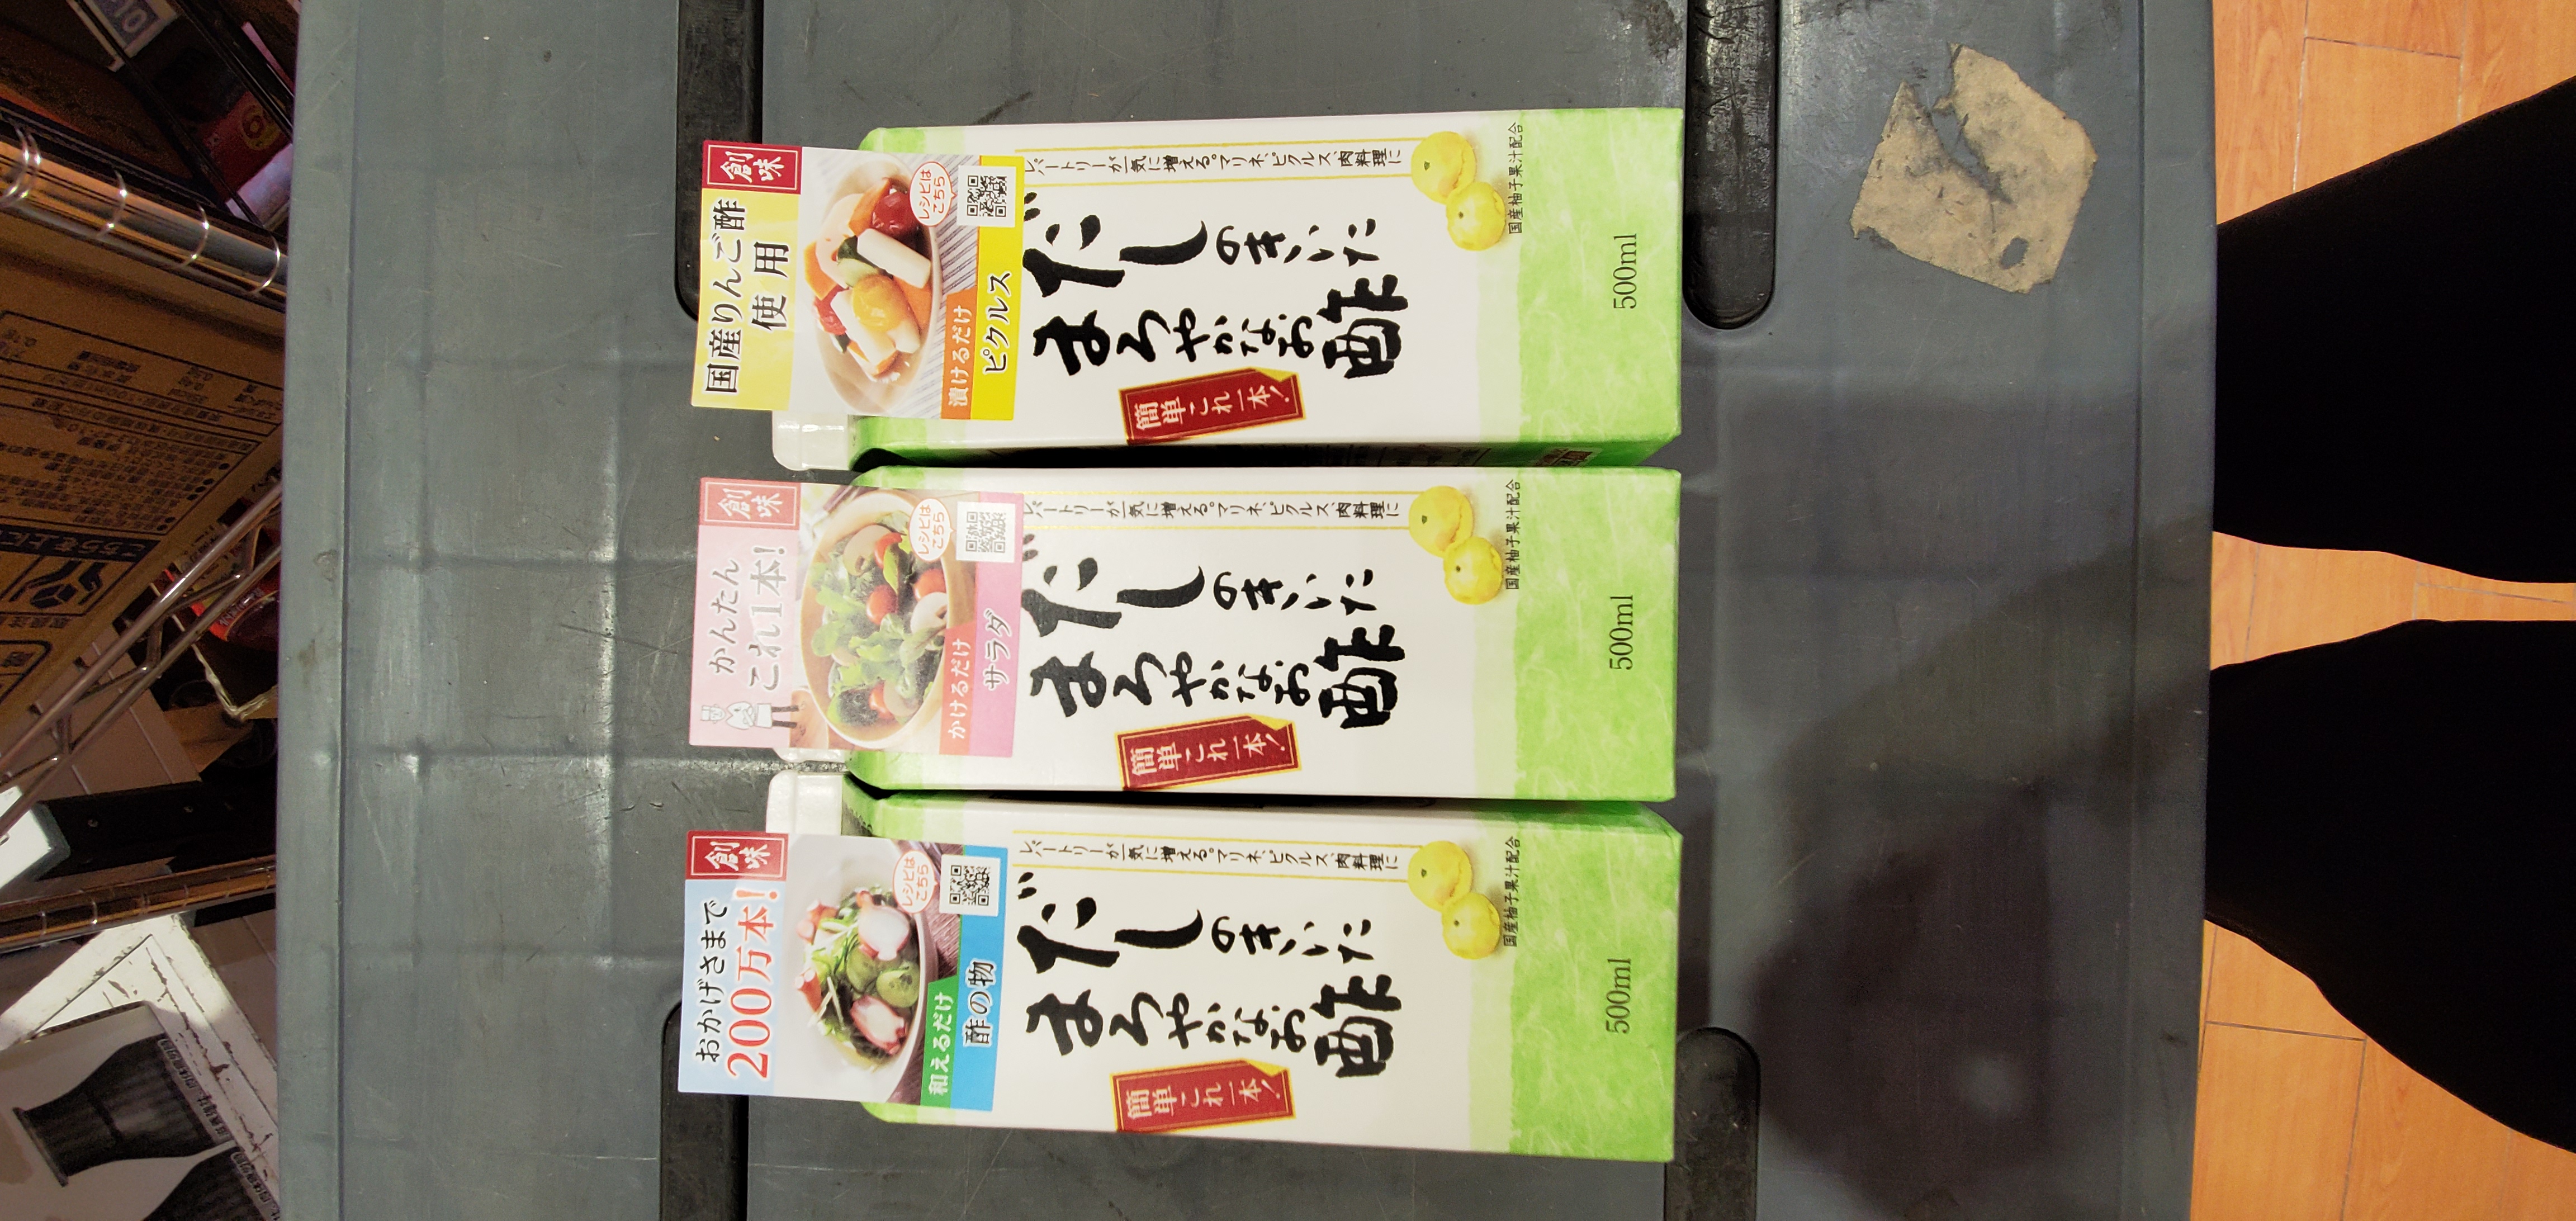 創味
国産りんご酢
使用
レシピは
こちら
漬けるだけ
ピクルス
レパートリーが一気に増える。マリネ、ピクルス、肉料理に
だしのきいた
まろやかなお酢
簡単これ一本!
国産柚子果汁配合
500ml
創味
かんたん
これ1本!
レシピは
こちら
かけるだけ
サラダ
レパートリーが一気に増える。マリネ、ピクルス、肉料理に
だしのきいた
まろやかなお酢
簡単これ一本!
国産柚子果汁配合
500ml
創味
おかげさまで
200万本!
レシピは
こちら
和えるだけ
酢の物
レパートリーが一気に増える。マリネ、ピクルス、肉料理に
だしのきいた
まろやかなお酢
簡単これ一本!
国産柚子果汁配合
500ml